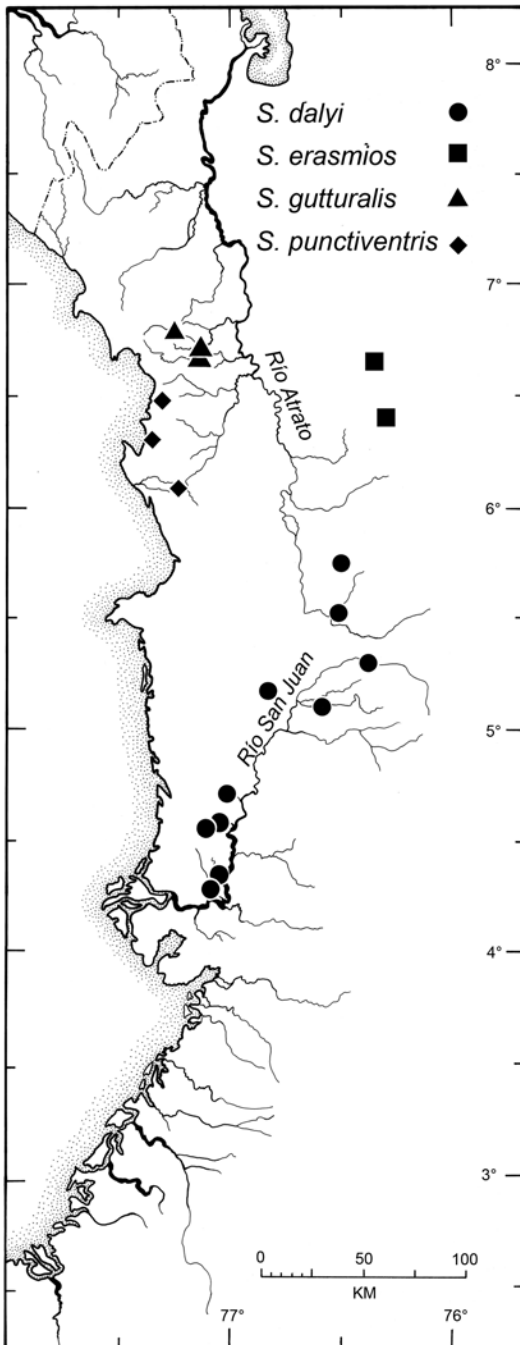 8°
S. dalyi
S. erasmìos
S. gutturalis
S. punctiventris
7°
Río Atrato
6°
Río San Juan
5°
4°
3°
0 50 100
KM
77° 76°